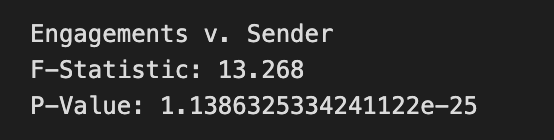 Engagements v. Sender
F-Statistic: 13.268
P-Value: 1.1386325334241122e-25